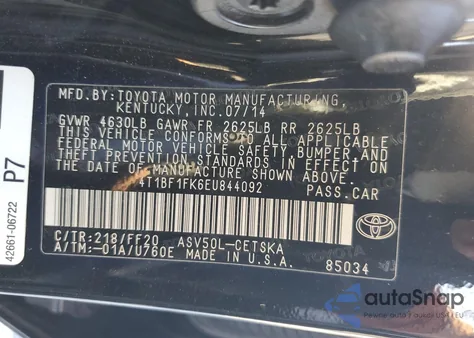 MFD.BY:TOYOTA MOTOR MANUFACTURING,
KENTUCKY, INC. 07/14
GVWR 4630LB GAWR FR 2625LB RR 2625LB
THIS VEHICLE CONFORMS TO ALL APPLICABLE
FEDERAL MOTOR VEHICLE SAFETY, BUMPER, AND
THEFT PREVENTION STANDARDS IN EFFECT ON
THE DATE OF MANUFACTURE SHOWN ABOVE.
4T1BF1FK6EU844092 PASS.CAR
C/TR:218/FF20 ASV50L-CETSKA
A/TM:-01A/U760E MADE IN U.S.A. 85034
TOYOTA
P7
42661-06722
autaSnap